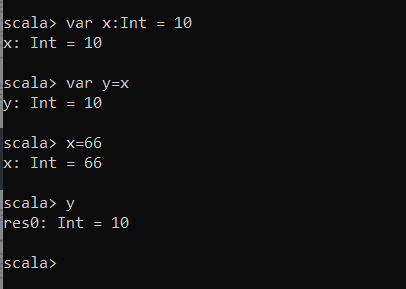 scala> var x:Int = 10
x: Int = 10
scala> var y=x
y: Int = 10
scala> x=66
x: Int = 66
scala> y
res0: Int = 10
scala>